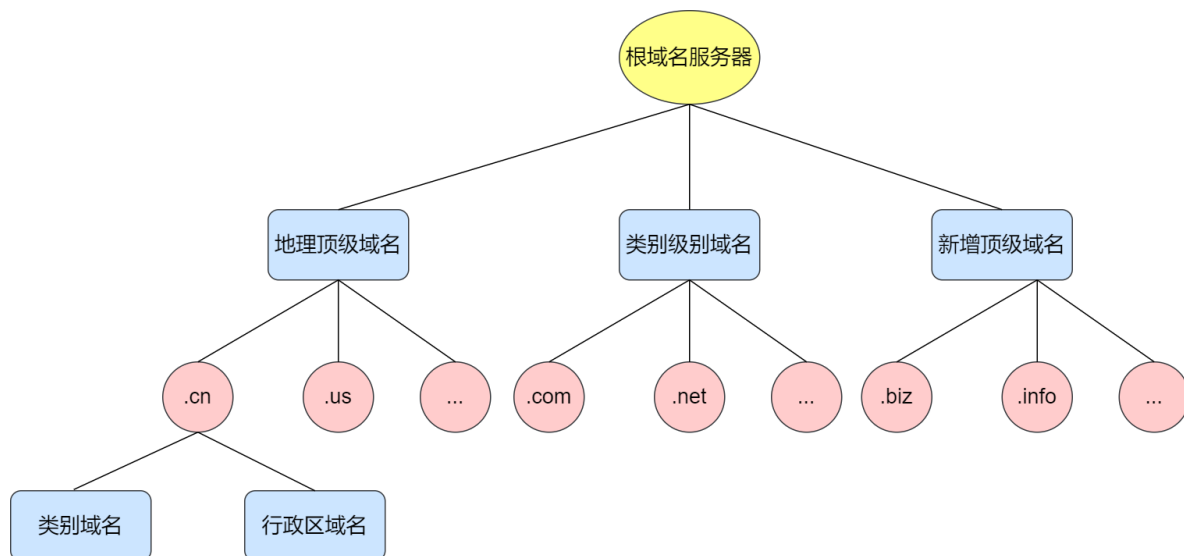 根域名服务器
地理顶级域名
类别级别域名
新增顶级域名
.cn
.us
...
.com
.net
...
.biz
.info
...
类别域名
行政区域名